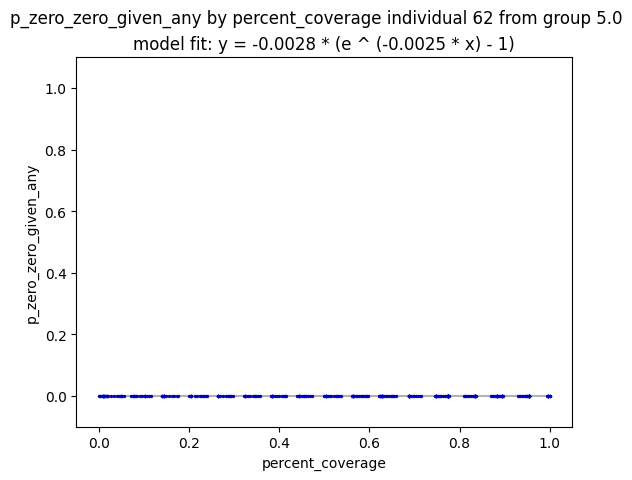 p_zero_zero_given_any by percent_coverage individual 62 from group 5.0
model fit: y = -0.0028 * (e ^ (-0.0025 * x) - 1)
1.0
0.8
0.6
0.4
0.2
0.0
p_zero_zero_given_any
0.0 0.2 0.4 0.6 0.8 1.0
percent_coverage